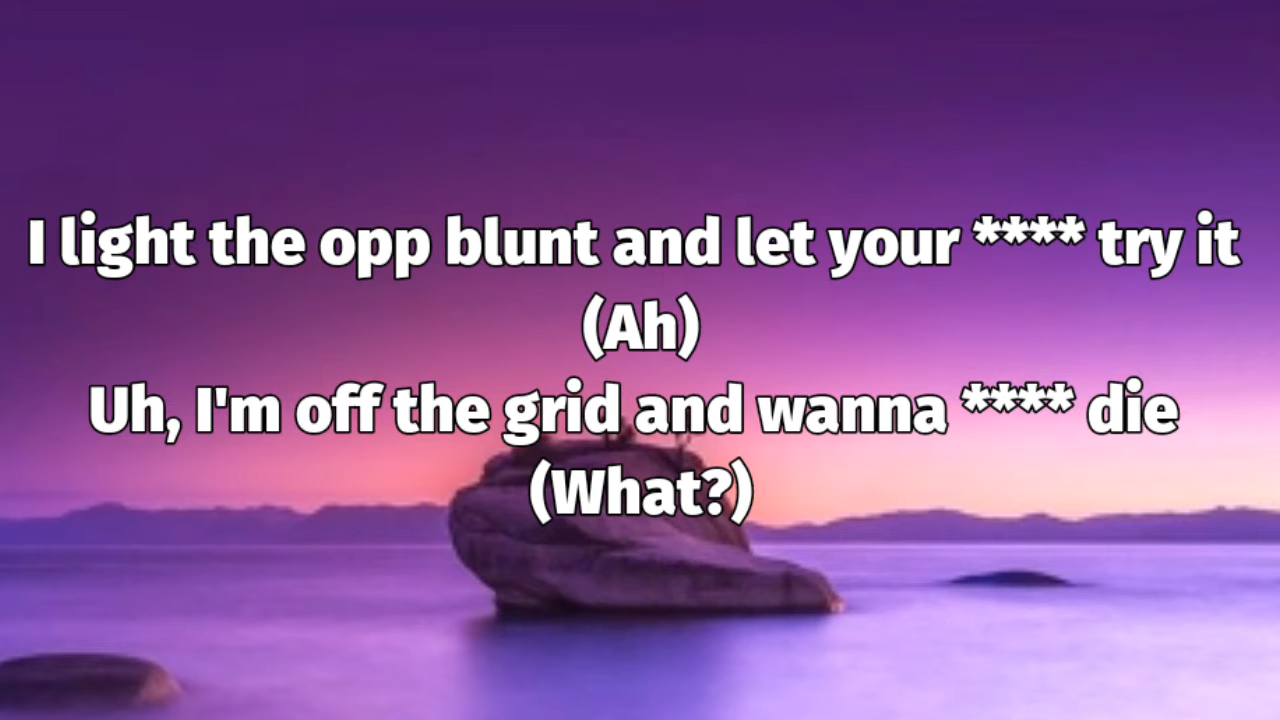 I light the opp blunt and let your **** try it
(Ah)
Uh, I'm off the grid and wanna **** die
(What?)